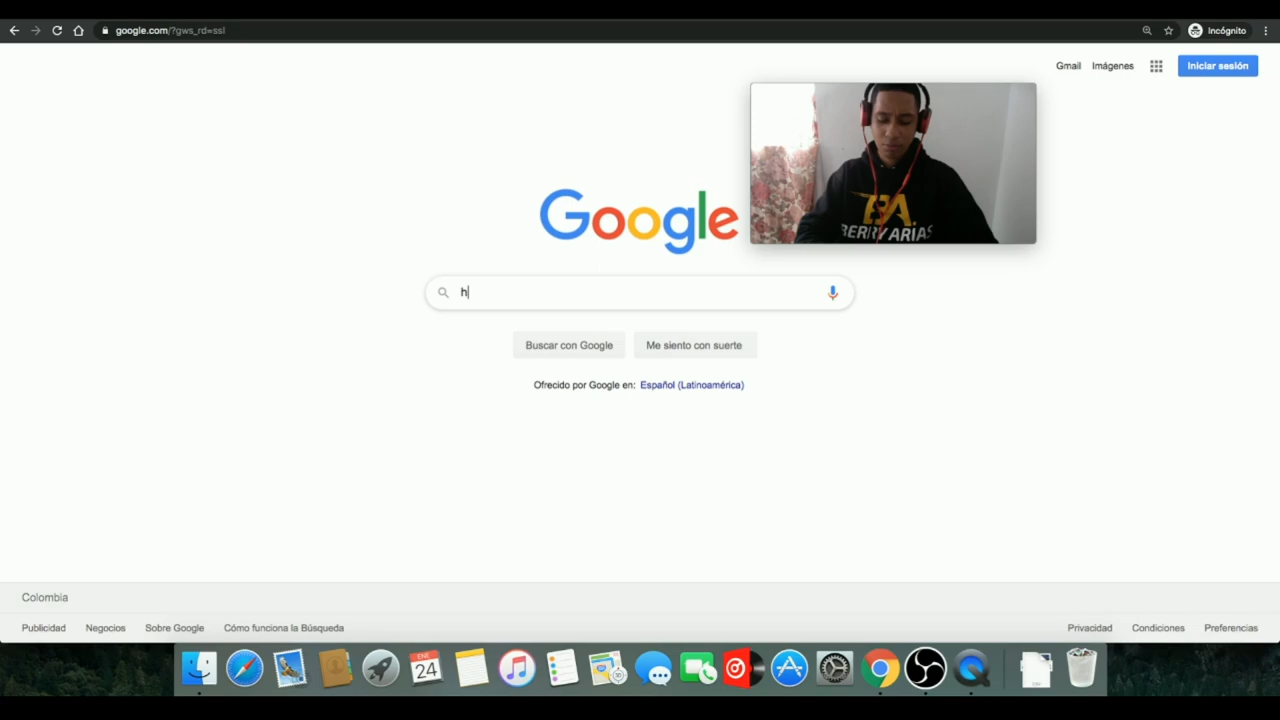 google.com/?gws_rd=ssl
Incógnito
Gmail
Imágenes
Iniciar sesión
Google
BA.
BERRY ARIAS
h
Buscar con Google
Me siento con suerte
Ofrecido por Google en: Español (Latinoamérica)
Colombia
Publicidad
Negocios
Sobre Google
Cómo funciona la Búsqueda
Privacidad
Condiciones
Preferencias
ENE
24